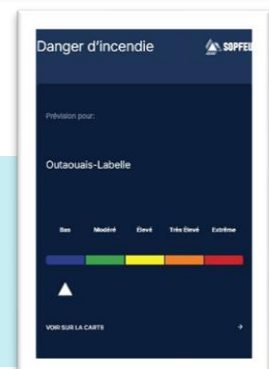 Danger d'incendie
SOPFEU
Prévision pour:
Outaouais-Labelle
Bas Modéré Élevé Très Élevé Extrême
VOIR SUR LA CARTE →